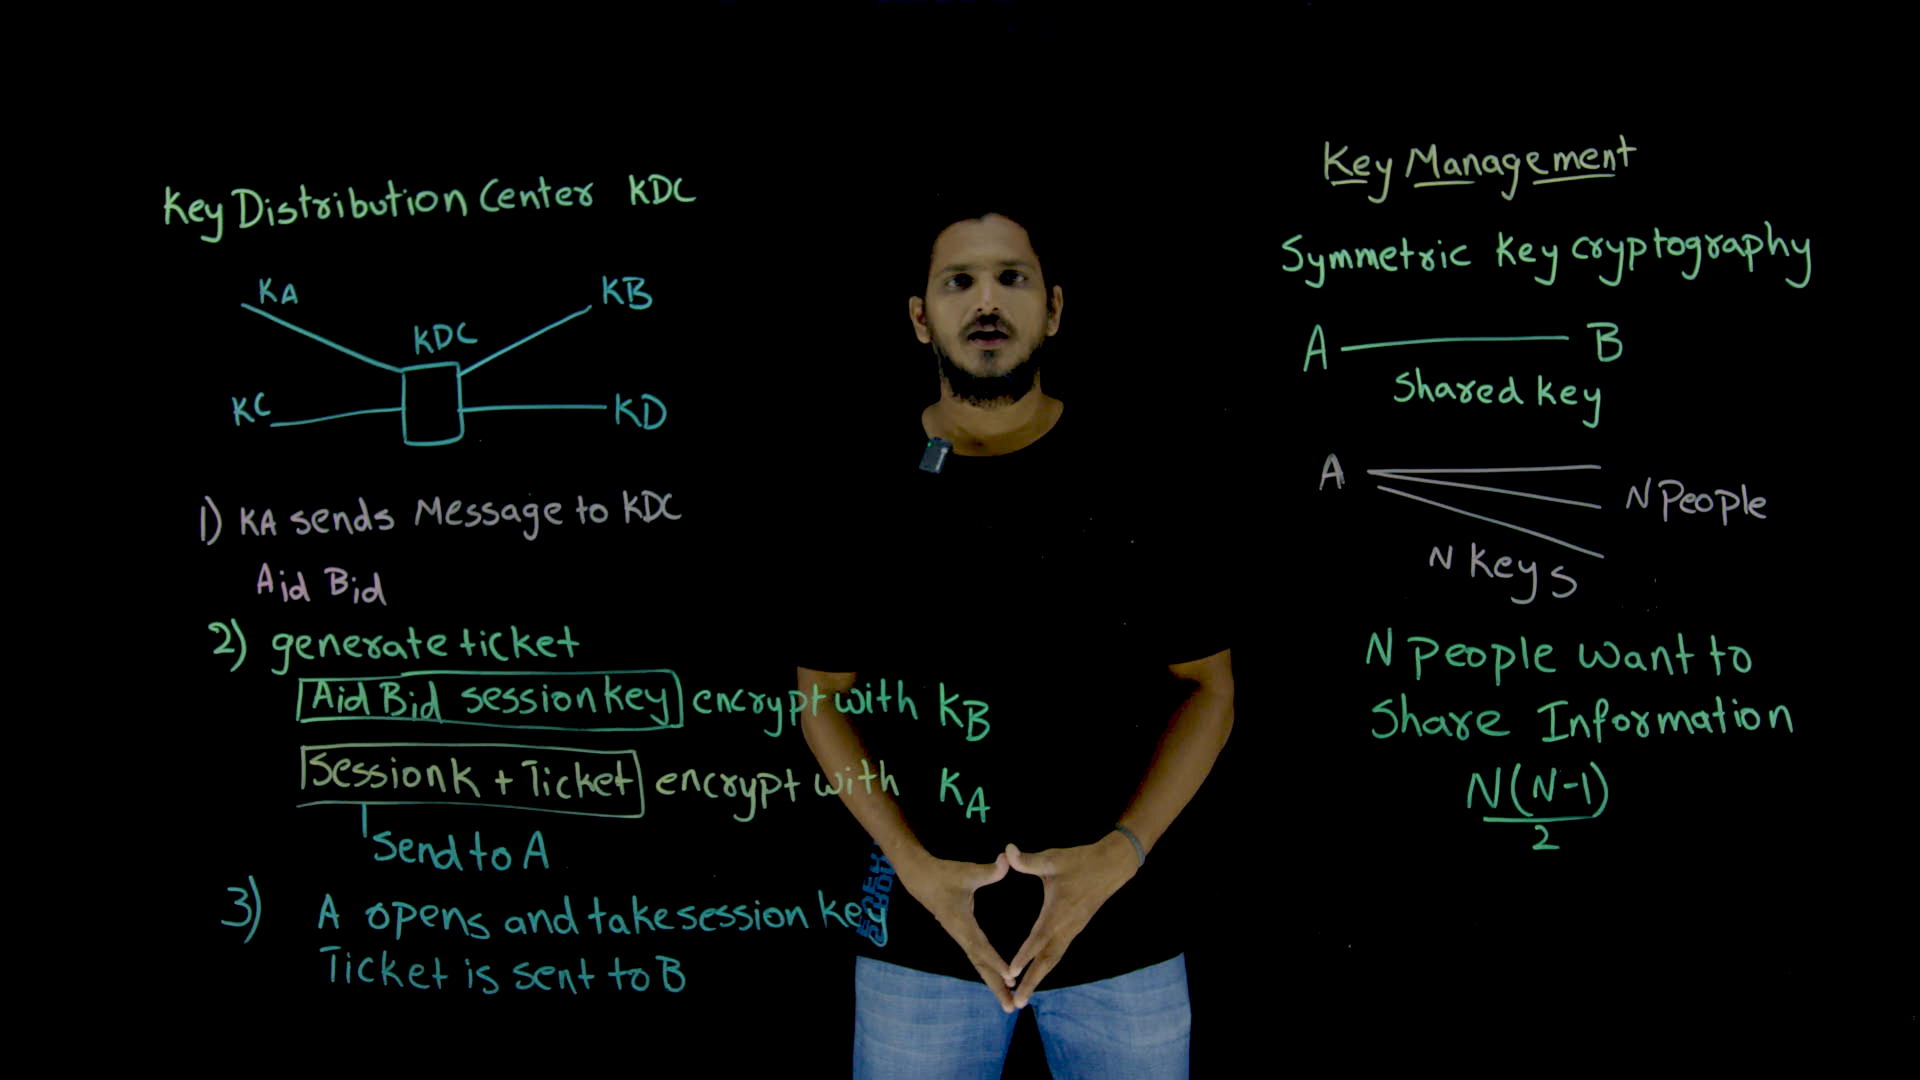 Key Distribution Center KDC
KA
KB
KDC
KC
KD
1) KA sends Message to KDC
Aid Bid
2) generate ticket
Aid Bid session key encrypt with KB
Session K + Ticket encrypt with KA
Send to A
3) A opens and take session key
Ticket is sent to B
Key Management
Symmetric Key cryptography
A B
Shared key
A
N People
N keys
N people want to
Share Information
N(N-1)
2